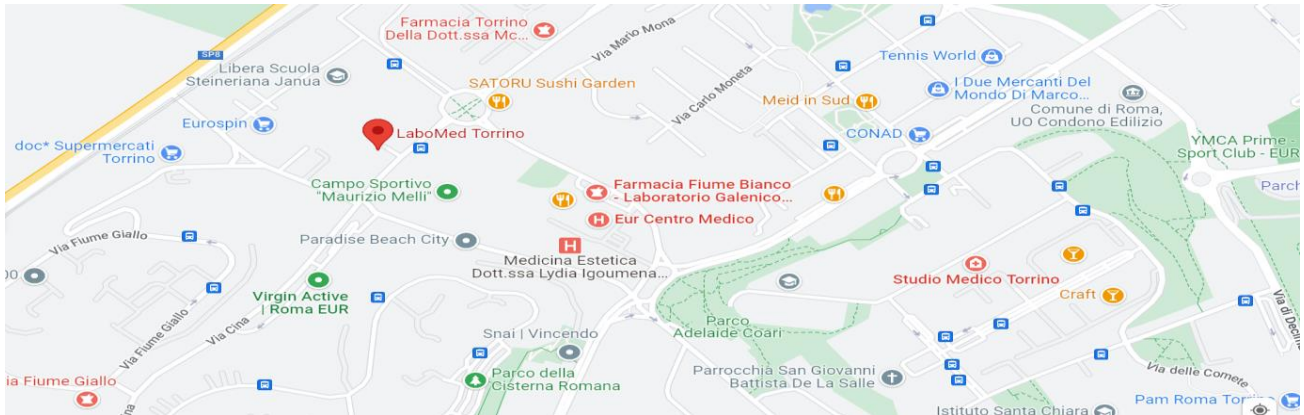 Farmacia Torrino
Della Dott.ssa Mc...
Via Mario Mona
SP8
Libera Scuola
Steineriana Janua
SATORU Sushi Garden
Via Carlo Moneta
Meid in Sud
Tennis World
I Due Mercanti Del
Mondo Di Marco...
Comune di Roma,
UO Condono Edilizio
Eurospin
LaboMed Torrino
CONAD
doc* Supermercati
Torrino
YMCA Prime -
Sport Club - EUR
Parch
Campo Sportivo
"Maurizio Melli"
Farmacia Fiume Bianco
- Laboratorio Galenico...
Eur Centro Medico
Via Fiume Giallo
Paradise Beach City
Medicina Estetica
Dott.ssa Lydia Igoumena...
Studio Medico Torrino
Virgin Active
| Roma EUR
Craft
Via Cina
Via Fiume Giallo
Snai | Vincendo
Parco
Adelaide Coari
Via di Decima
Parco della
Cisterna Romana
Parrocchia San Giovanni
Battista De La Salle
Via delle Comete
ia Fiume Giallo
Pam Roma Torrino
Istituto Santa Chiara